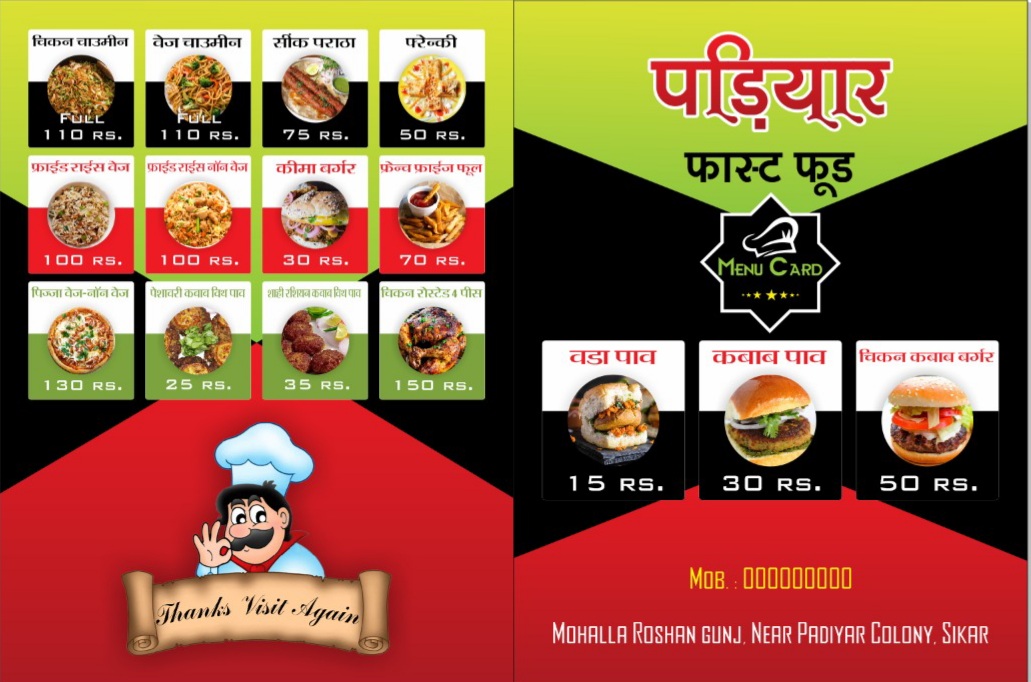 चिकन चाउमीन
FULL
110 RS.
वेज चाउमीन
FULL
110 RS.
सींक पराठा
75 RS.
फ्रेन्की
50 RS.
फ्राईड राईस वेज
100 RS.
फ्राईड राईस नॉन वेज
100 RS.
कीमा बर्गर
30 RS.
फ्रेन्च फ्राईज फूल
70 RS.
पिज्जा वेज-नॉन वेज
130 RS.
पेशावरी कबाब विथ पाव
25 RS.
शाही रशियन कबाब विथ पाव
35 RS.
चिकन रोस्टेड 4 पीस
150 RS.
Thanks Visit Again
पड़ियार
फास्ट फूड
MENU CARD
वडा पाव
15 RS.
कबाब पाव
30 RS.
चिकन कबाब बर्गर
50 RS.
MOB. :
MOHALLA ROSHAN GUNJ, NEAR PADIYAR COLONY, SIKAR